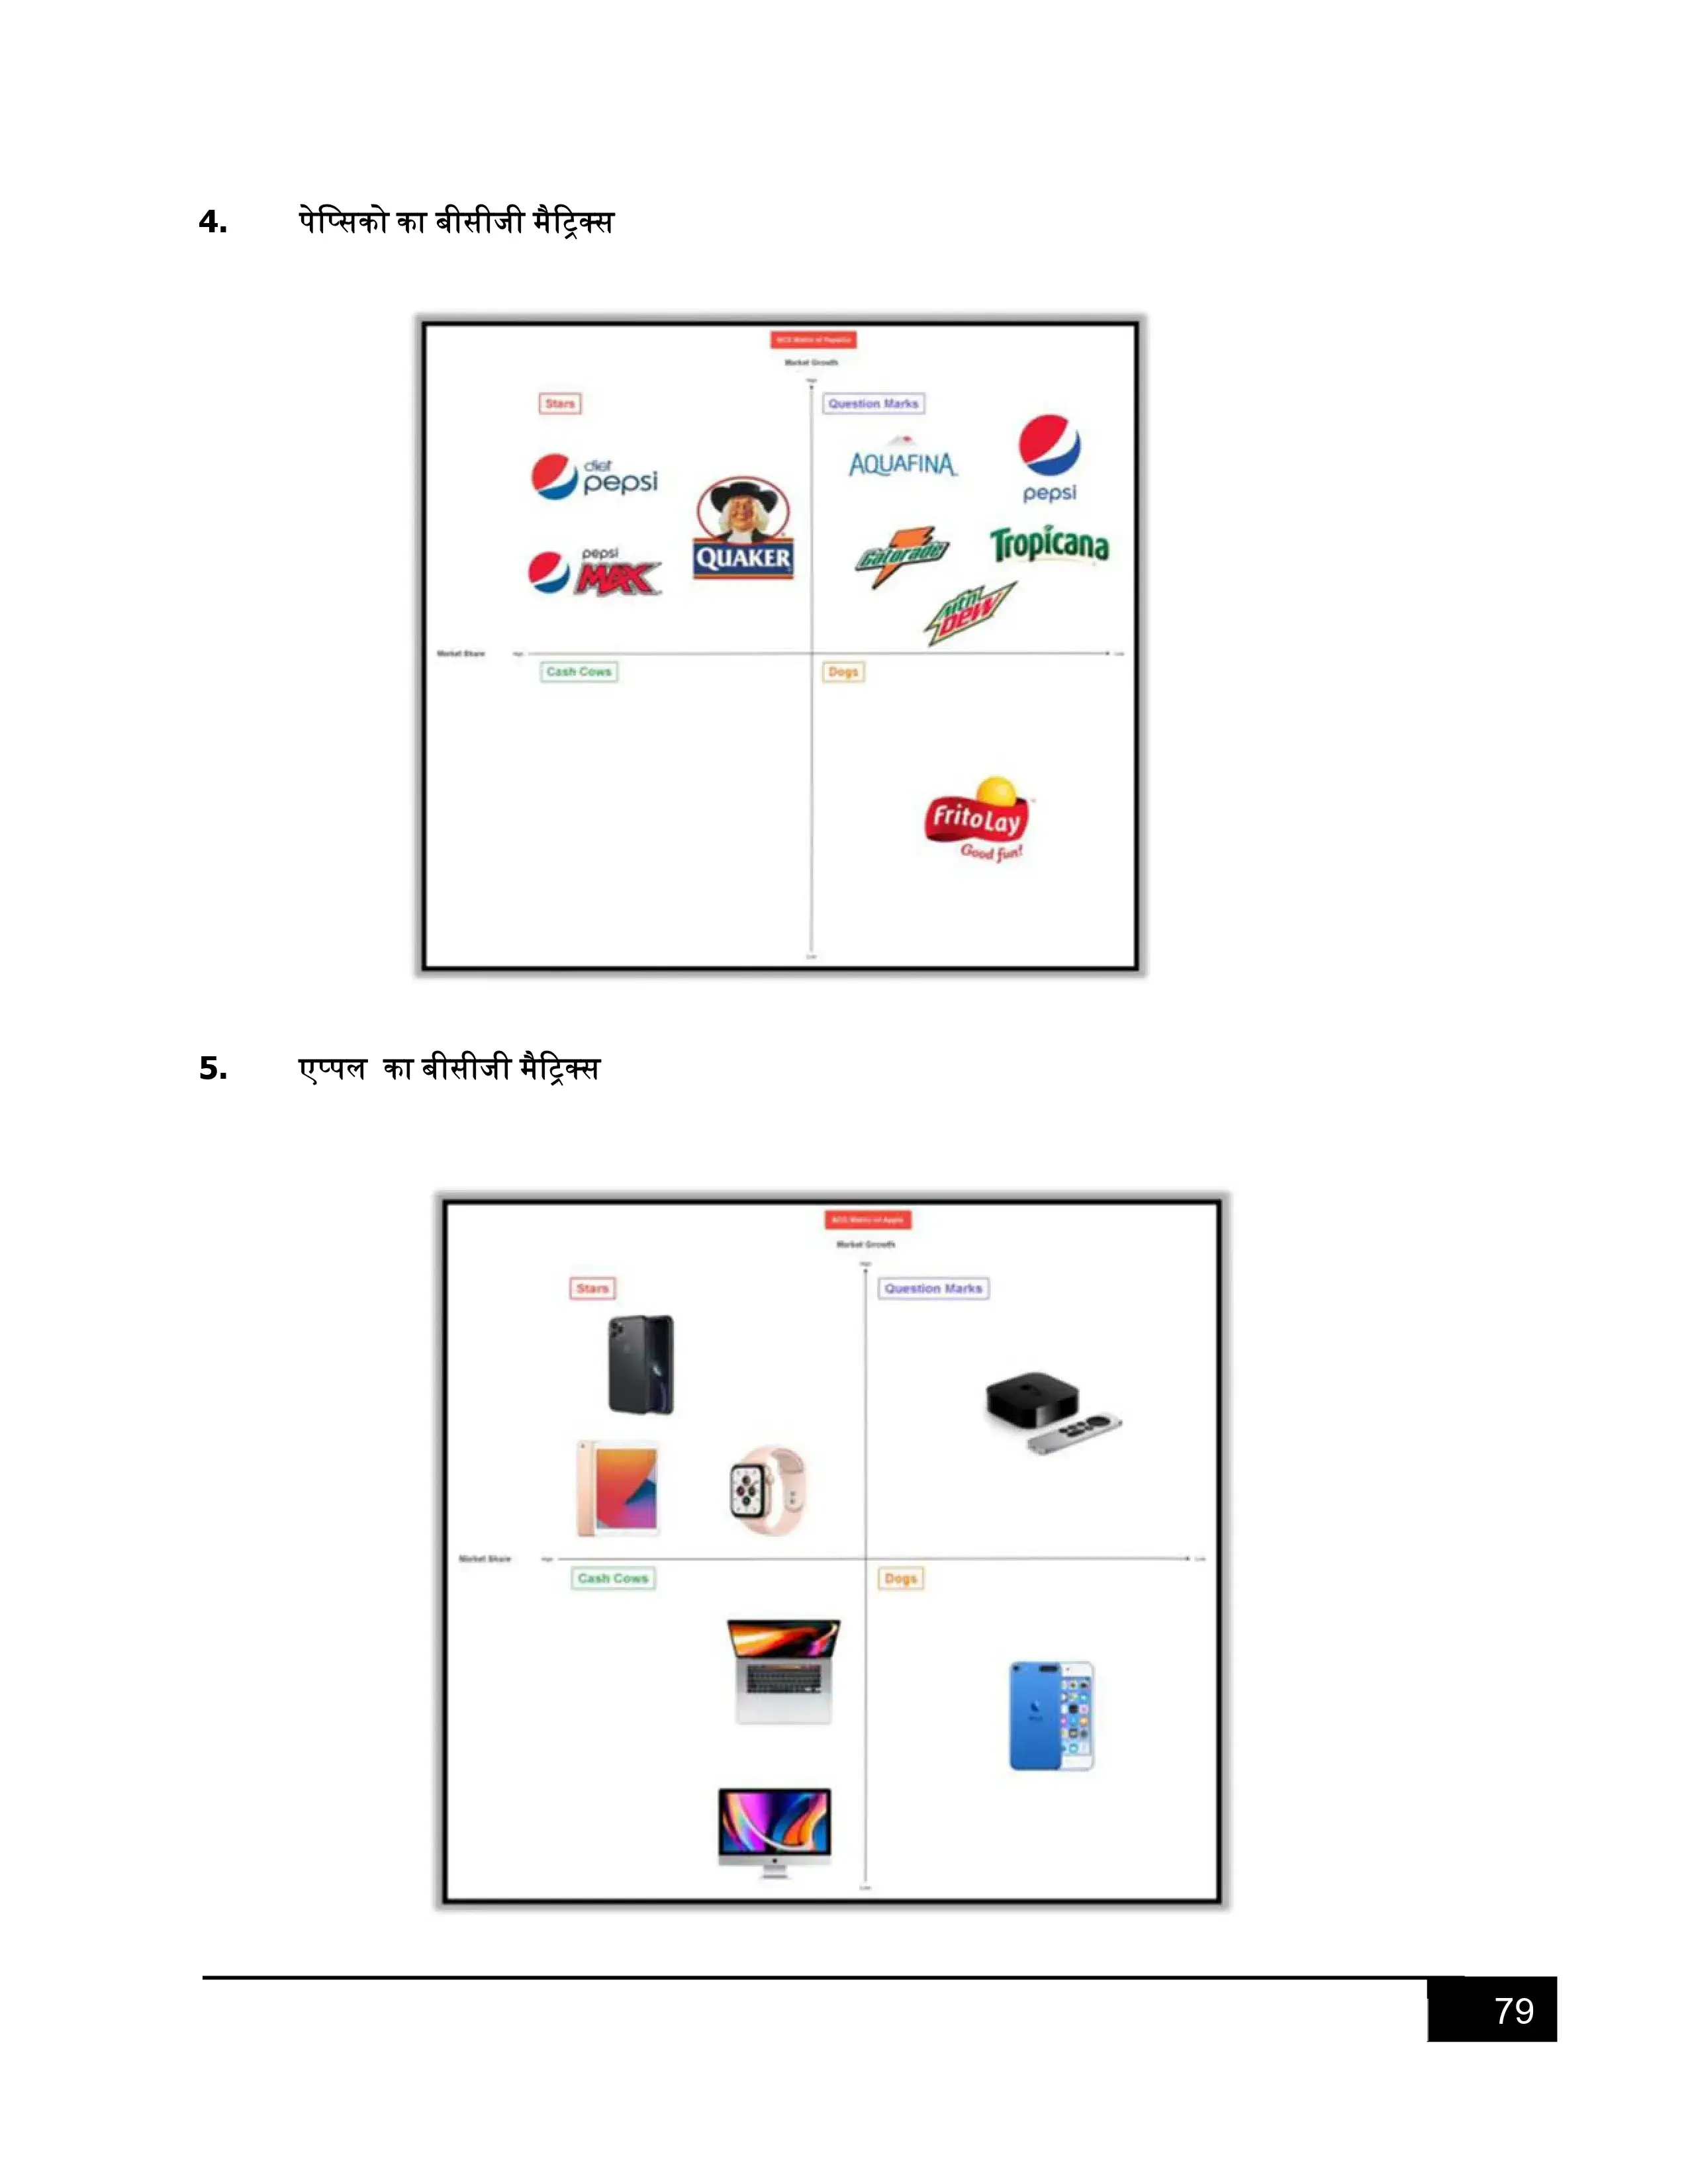 4. पेप्सिको का बीसीजी मैट्रिक्स
BCG Matrix of PepsiCo
Market Growth
High
Stars
Question Marks
diet
pepsi
AQUAFINA
pepsi
QUAKER
pepsi
MAX
Gatorade
Tropicana
Mtn
DEW
Market Share
High
Low
Cash Cows
Dogs
FritoLay
Good fun!
Low
5. एप्पल का बीसीजी मैट्रिक्स
BCG Matrix of Apple
Market Growth
High
Stars
Question Marks
Market Share
High
Low
Cash Cows
Dogs
Low
79